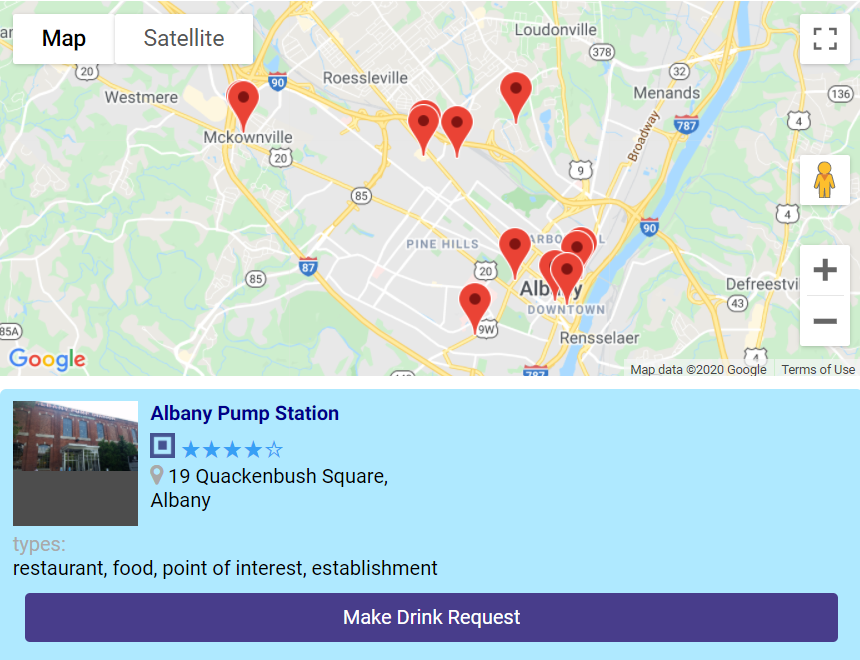 Map
Satellite
Loudonville
378
20
90
Roessleville
32
Westmere
Menands
136
4
787
Mckownville
Broadway
20
9
85
4
90
PINE HILLS
87
20
85
Defreestvi
43
DOWNTOWN
9W
85A
Rensselaer
Google
4
787
Map data ©2020 Google
Terms of Use
Albany Pump Station
★★★★☆
19 Quackenbush Square,
Albany
types:
restaurant, food, point of interest, establishment
Make Drink Request